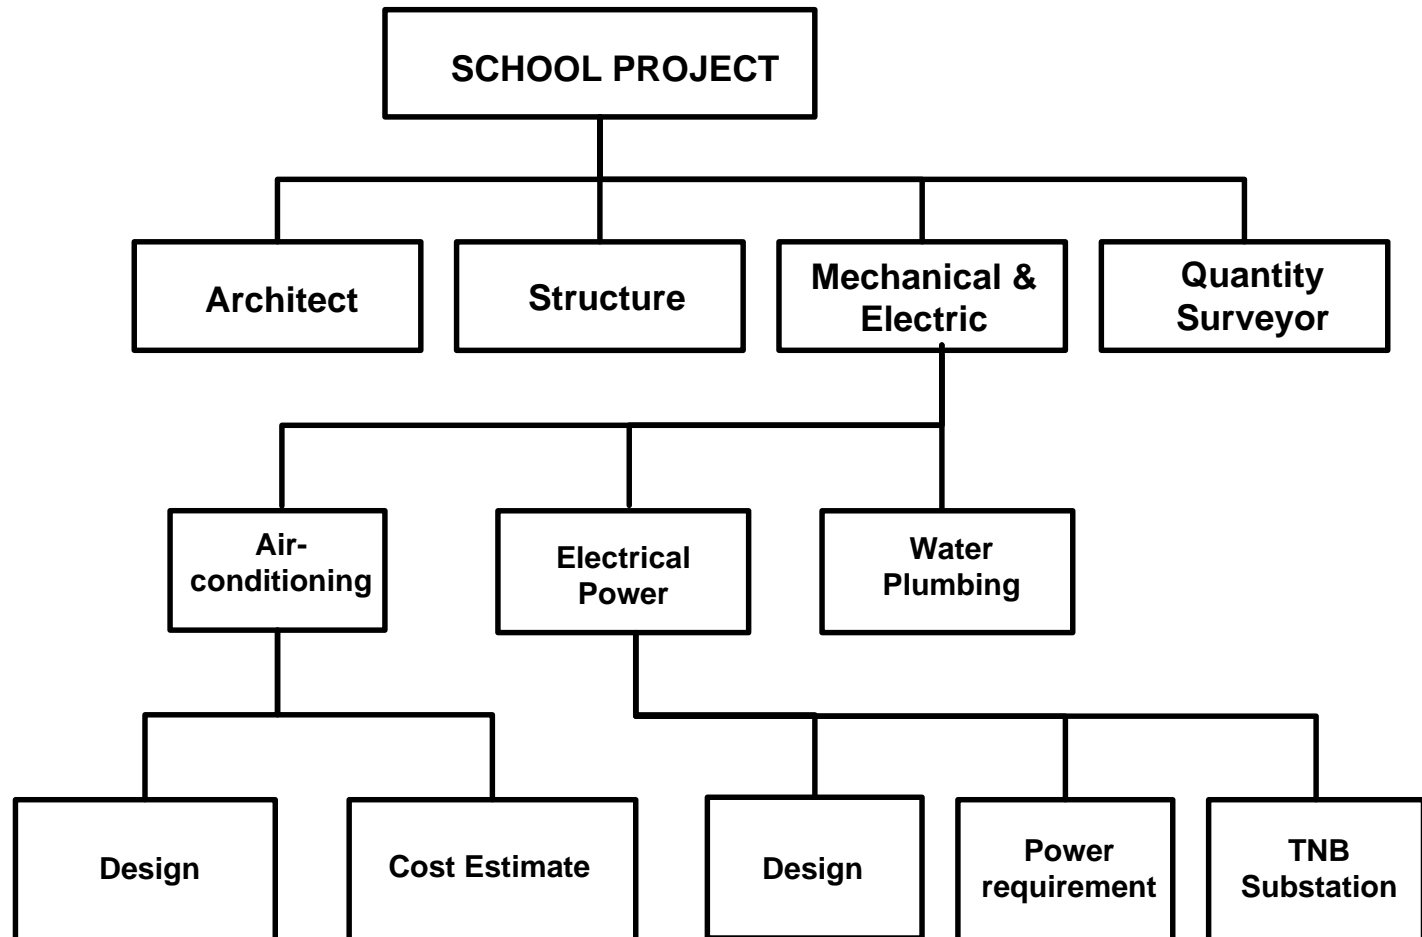 SCHOOL PROJECT
Architect
Structure
Mechanical &
Electric
Quantity
Surveyor
Air-
conditioning
Electrical
Power
Water
Plumbing
Design
Cost Estimate
Design
Power
requirement
TNB
Substation